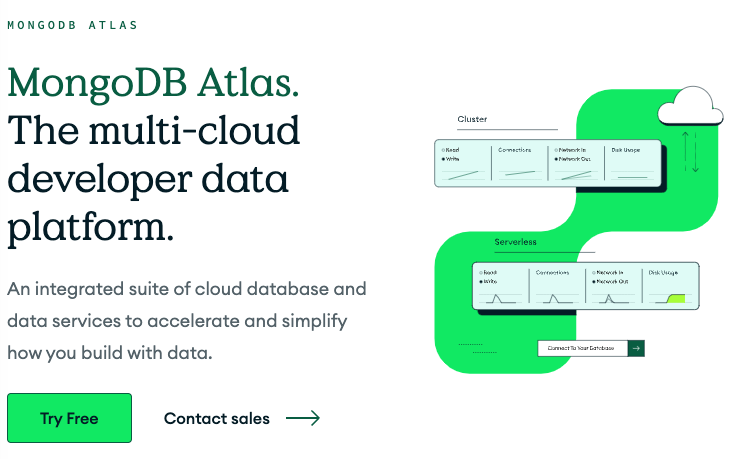 MONGODB ATLAS
MongoDB Atlas.
The multi-cloud
developer data
platform.
An integrated suite of cloud database and
data services to accelerate and simplify
how you build with data.
Try Free
Contact sales
Cluster
Read
Write
Connections
Network In
Network Out
Disk Usage
Serverless
Read
Write
Connections
Network In
Network Out
Disk Usage
Connect To Your Database